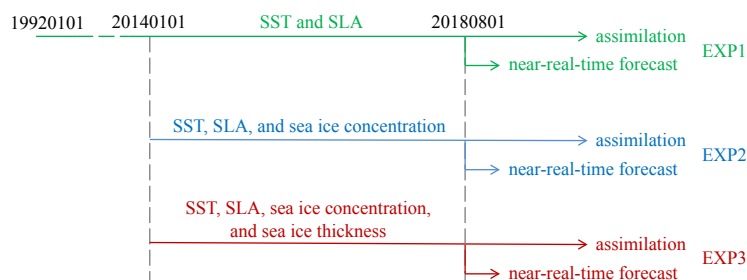 19920101 20140101 SST and SLA 20180801
assimilation
EXP1
near-real-time forecast
SST, SLA, and sea ice concentration
assimilation
EXP2
near-real-time forecast
SST, SLA, sea ice concentration,
and sea ice thickness
assimilation
EXP3
near-real-time forecast